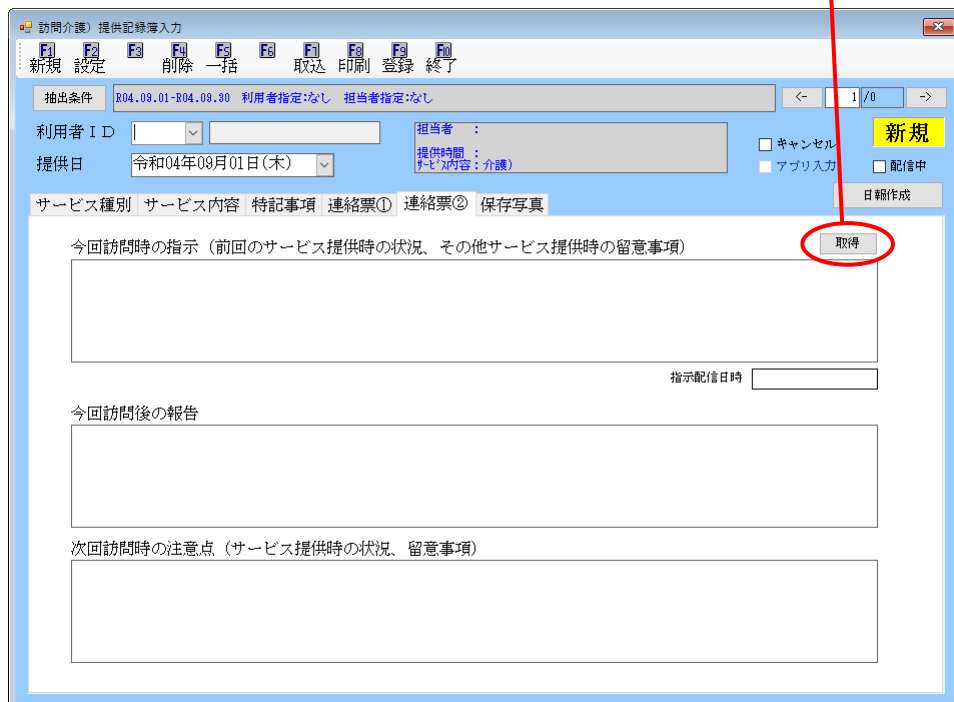 訪問介護）提供記録簿入力
F1 F2 F3 F4 F5 F6 F7 F8 F9 F10
新規 設定 削除 一括 取込 印刷 登録 終了
抽出条件 R04.09.01-R04.09.30 利用者指定:なし 担当者指定:なし <- 1 /0 ->
利用者ＩＤ
担当者 :
キャンセル
新規
提供日 令和04年09月01日(木)
提供時間 :
ｻｰﾋﾞｽ内容 : 介護)
アプリ入力
配信中
日報作成
サービス種別 サービス内容 特記事項 連絡票① 連絡票② 保存写真
今回訪問時の指示（前回のサービス提供時の状況、その他サービス提供時の留意事項） 取得
指示配信日時
今回訪問後の報告
次回訪問時の注意点（サービス提供時の状況、留意事項）